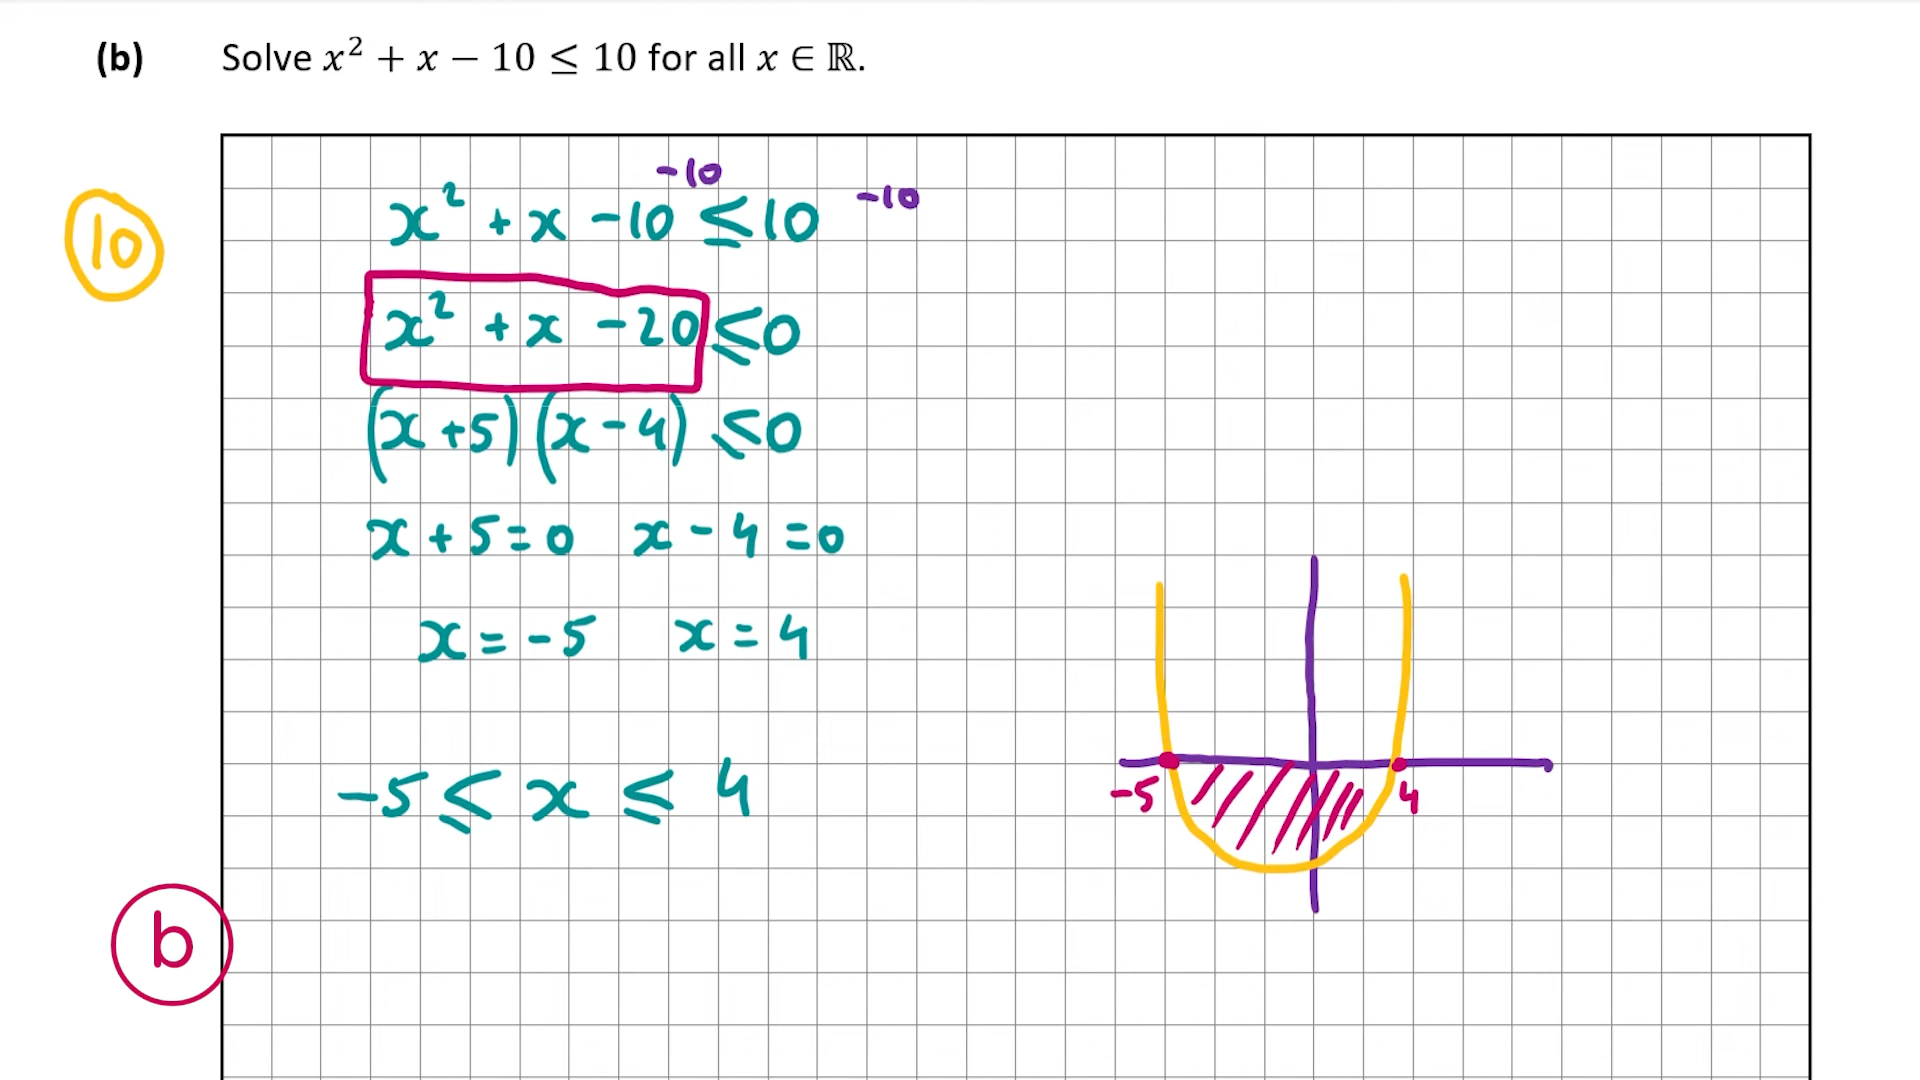 (b) Solve x² + x − 10 ≤ 10 for all x ∈ ℝ.
-10 -10
x² + x -10 ≤ 10
10
x² + x -20 ≤ 0
(x +5) (x -4) ≤ 0
x + 5 = 0 x - 4 = 0
x = -5 x = 4
-5 ≤ x ≤ 4
-5 4
b